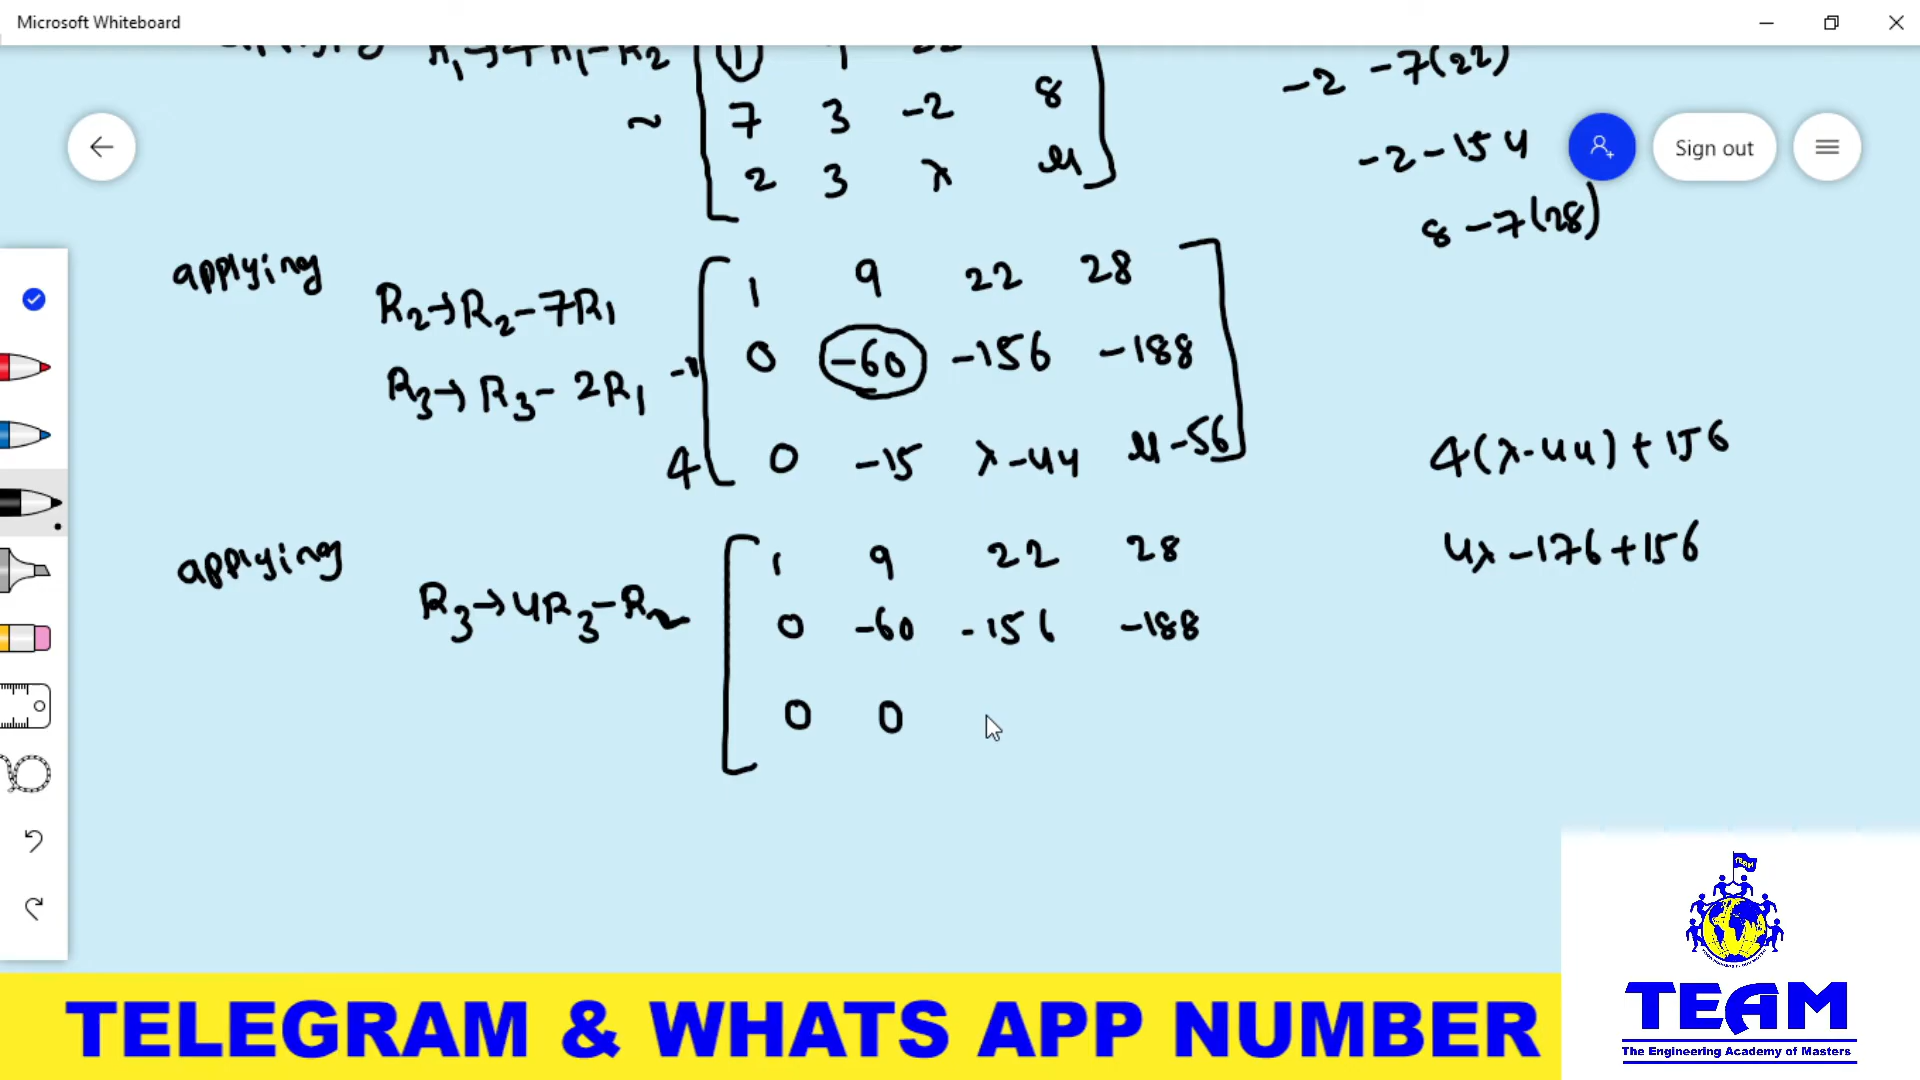 Microsoft Whiteboard
-2 -7(22)
~ 7 3 -2 8
2 3 λ μ
-2-154
Sign out
8-7(28)
applying R2→R2-7R1
R3→R3-2R1
1 9 22 28
-1 0 -60 -156 -188
4 0 -15 λ-44 μ-56
4(λ-44)+156
4λ-176+156
applying R3→4R3-R2
1 9 22 28
0 -60 -156 -188
0 0
TEAM
The Engineering Academy of Masters
TELEGRAM & WHATS APP NUMBER